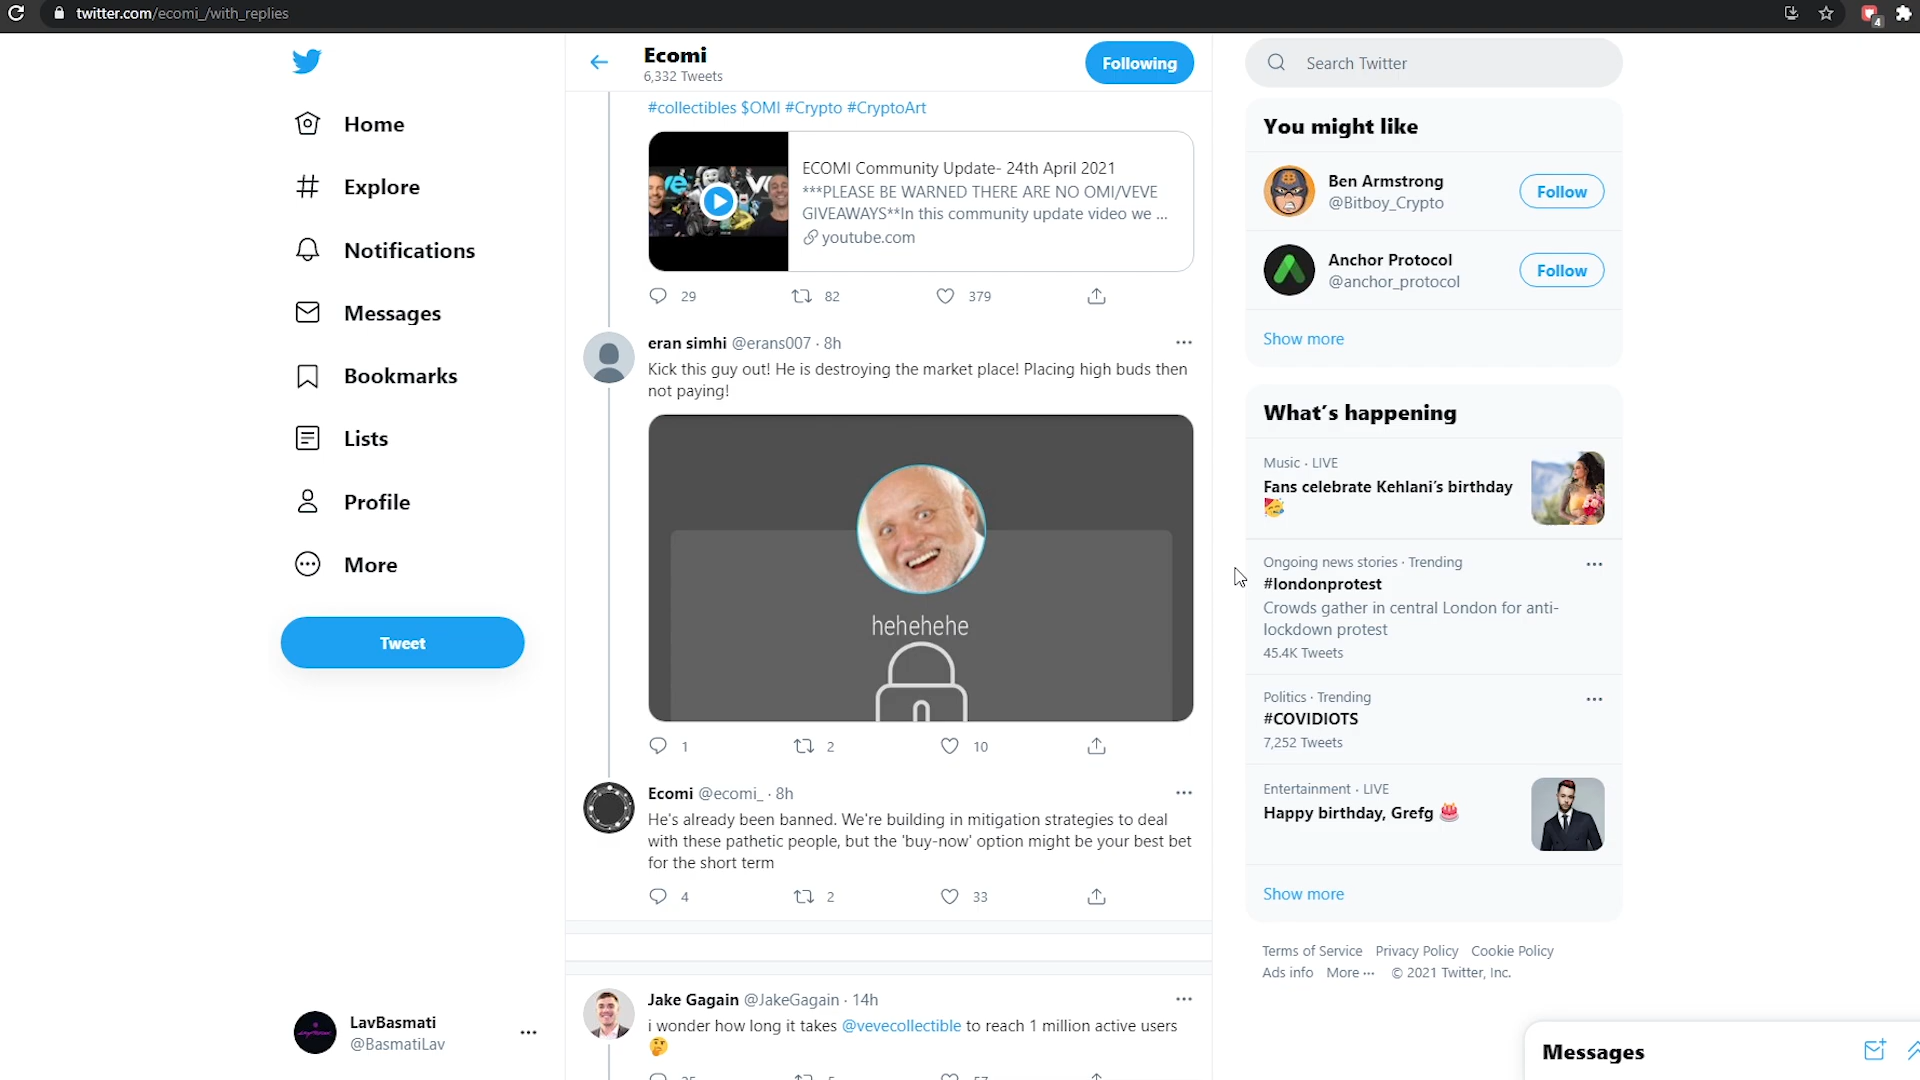 twitter.com/ecomi_/with_replies
4
Home
Explore
Notifications
Messages
Bookmarks
Lists
Profile
More
Tweet
LavBasmati
@BasmatiLav
Ecomi
6,332 Tweets
Following
#collectibles $OMI #Crypto #CryptoArt
ECOMI Community Update- 24th April 2021
***PLEASE BE WARNED THERE ARE NO OMI/VEVE
GIVEAWAYS**In this community update video we ...
youtube.com
29 82 379
eran simhi @erans007 · 8h
Kick this guy out! He is destroying the market place! Placing high buds then
not paying!
hehehehe
1 2 10
Ecomi @ecomi_ · 8h
He's already been banned. We're building in mitigation strategies to deal
with these pathetic people, but the 'buy-now' option might be your best bet
for the short term
4 2 33
Jake Gagain @JakeGagain · 14h
i wonder how long it takes @vevecollectible to reach 1 million active users
Search Twitter
You might like
Ben Armstrong
@Bitboy_Crypto
Follow
Anchor Protocol
@anchor_protocol
Follow
Show more
What's happening
Music · LIVE
Fans celebrate Kehlani's birthday
Ongoing news stories · Trending
#londonprotest
Crowds gather in central London for anti-
lockdown protest
45.4K Tweets
Politics · Trending
#COVIDIOTS
7,252 Tweets
Entertainment · LIVE
Happy birthday, Grefg
Show more
Terms of Service Privacy Policy Cookie Policy
Ads info More ··· © 2021 Twitter, Inc.
Messages